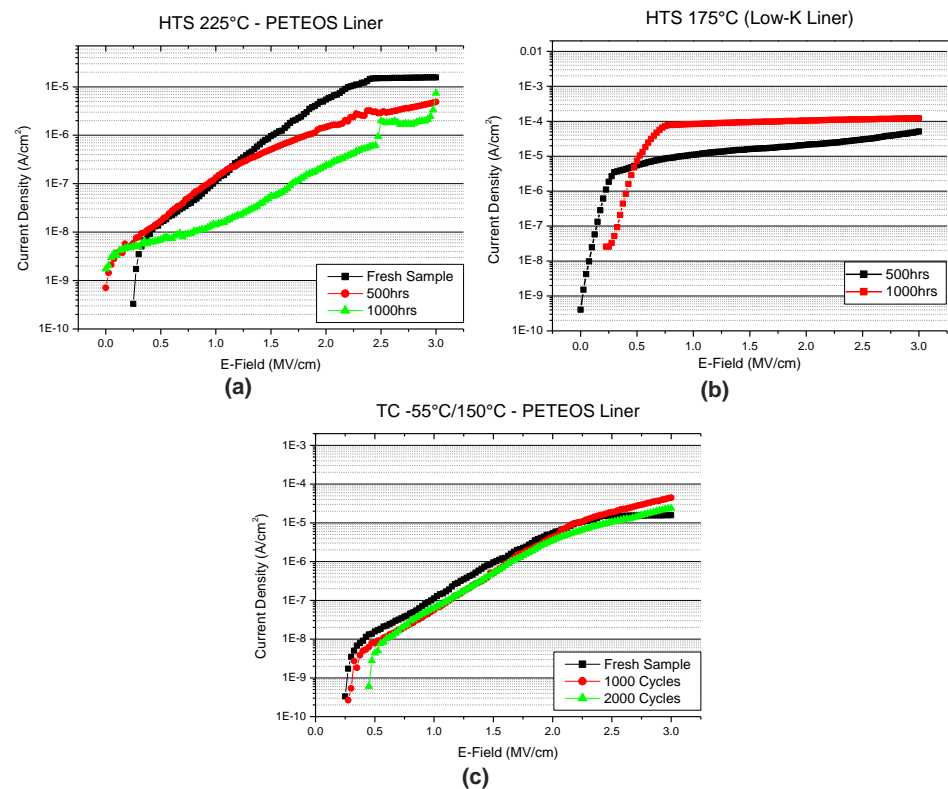 HTS 225°C - PETEOS Liner
Current Density (A/cm²)
1E-5
1E-6
1E-7
1E-8
1E-9
1E-10
0.0 0.5 1.0 1.5 2.0 2.5 3.0
E-Field (MV/cm)
Fresh Sample
500hrs
1000hrs
(a)
HTS 175°C (Low-K Liner)
Current Density (A/cm²)
0.01
1E-3
1E-4
1E-5
1E-6
1E-7
1E-8
1E-9
1E-10
0.0 0.5 1.0 1.5 2.0 2.5 3.0
E-Field (MV/cm)
500hrs
1000hrs
(b)
TC -55°C/150°C - PETEOS Liner
Current Density (A/cm²)
1E-3
1E-4
1E-5
1E-6
1E-7
1E-8
1E-9
1E-10
0.0 0.5 1.0 1.5 2.0 2.5 3.0
E-Field (MV/cm)
Fresh Sample
1000 Cycles
2000 Cycles
(c)